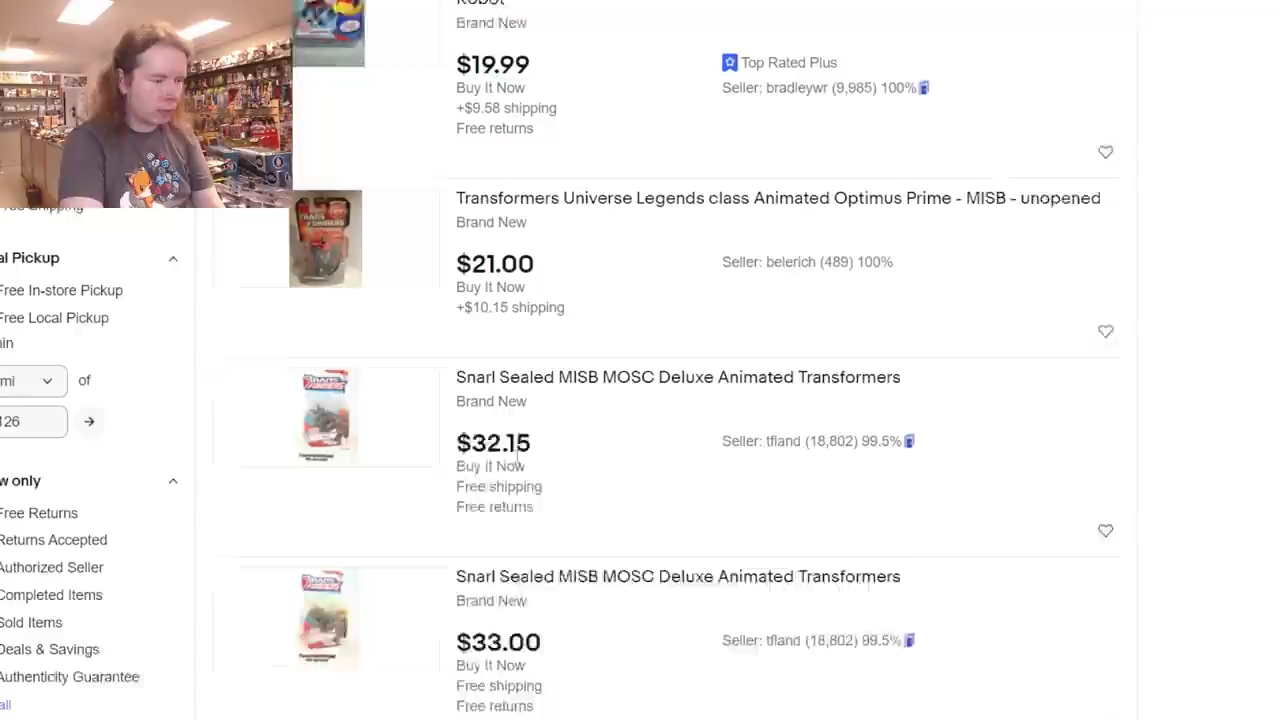 Brand New
$19.99
Buy It Now
+$9.58 shipping
Free returns
Top Rated Plus
Seller: bradleywr (9,985) 100%
Transformers Universe Legends class Animated Optimus Prime - MISB - unopened
Brand New
$21.00
Buy It Now
+$10.15 shipping
Seller: belerich (489) 100%
Snarl Sealed MISB MOSC Deluxe Animated Transformers
Brand New
$32.15
Buy It Now
Free shipping
Free returns
Seller: tfland (18,802) 99.5%
Snarl Sealed MISB MOSC Deluxe Animated Transformers
Brand New
$33.00
Buy It Now
Free shipping
Free returns
Seller: tfland (18,802) 99.5%
al Pickup
Free In-store Pickup
Free Local Pickup
in
mi
of
126
w only
Free Returns
Returns Accepted
Authorized Seller
Completed Items
Sold Items
Deals & Savings
Authenticity Guarantee
all